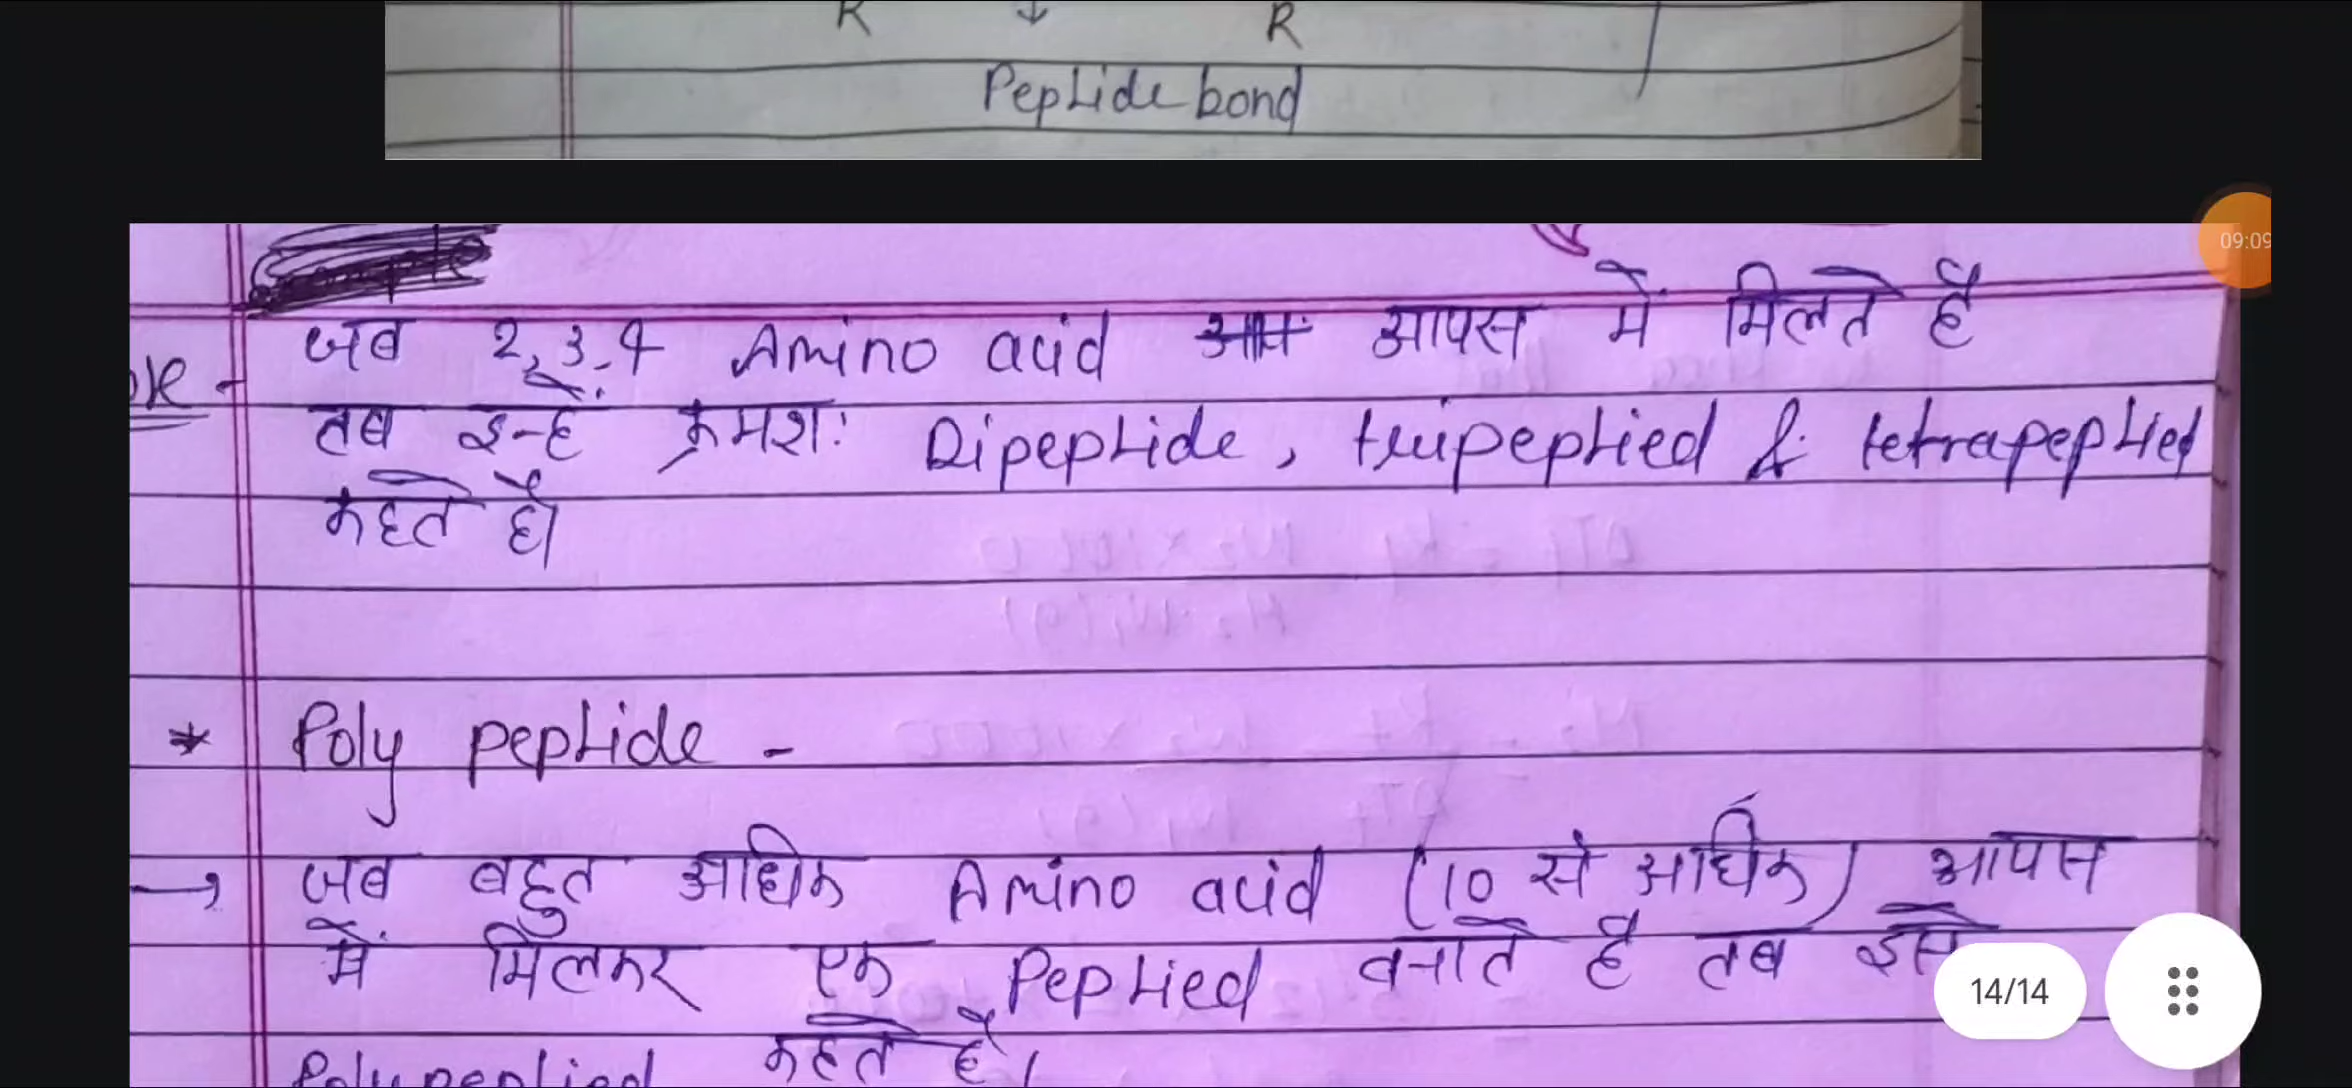 R ↓ R
Peptide bond
09:09
जब 2,3,4 Amino acid आपस में मिलते है
तब इन्हें क्रमशः Dipeptide, tripeptied & tetrapeptied
कहते है।
* Poly peptide -
→ जब बहुत अधिक Amino acid (10 से अधिक) आपस
में मिलकर एक Peptied बनाते है तब इसे
14/14
Polypeptied कहते है।